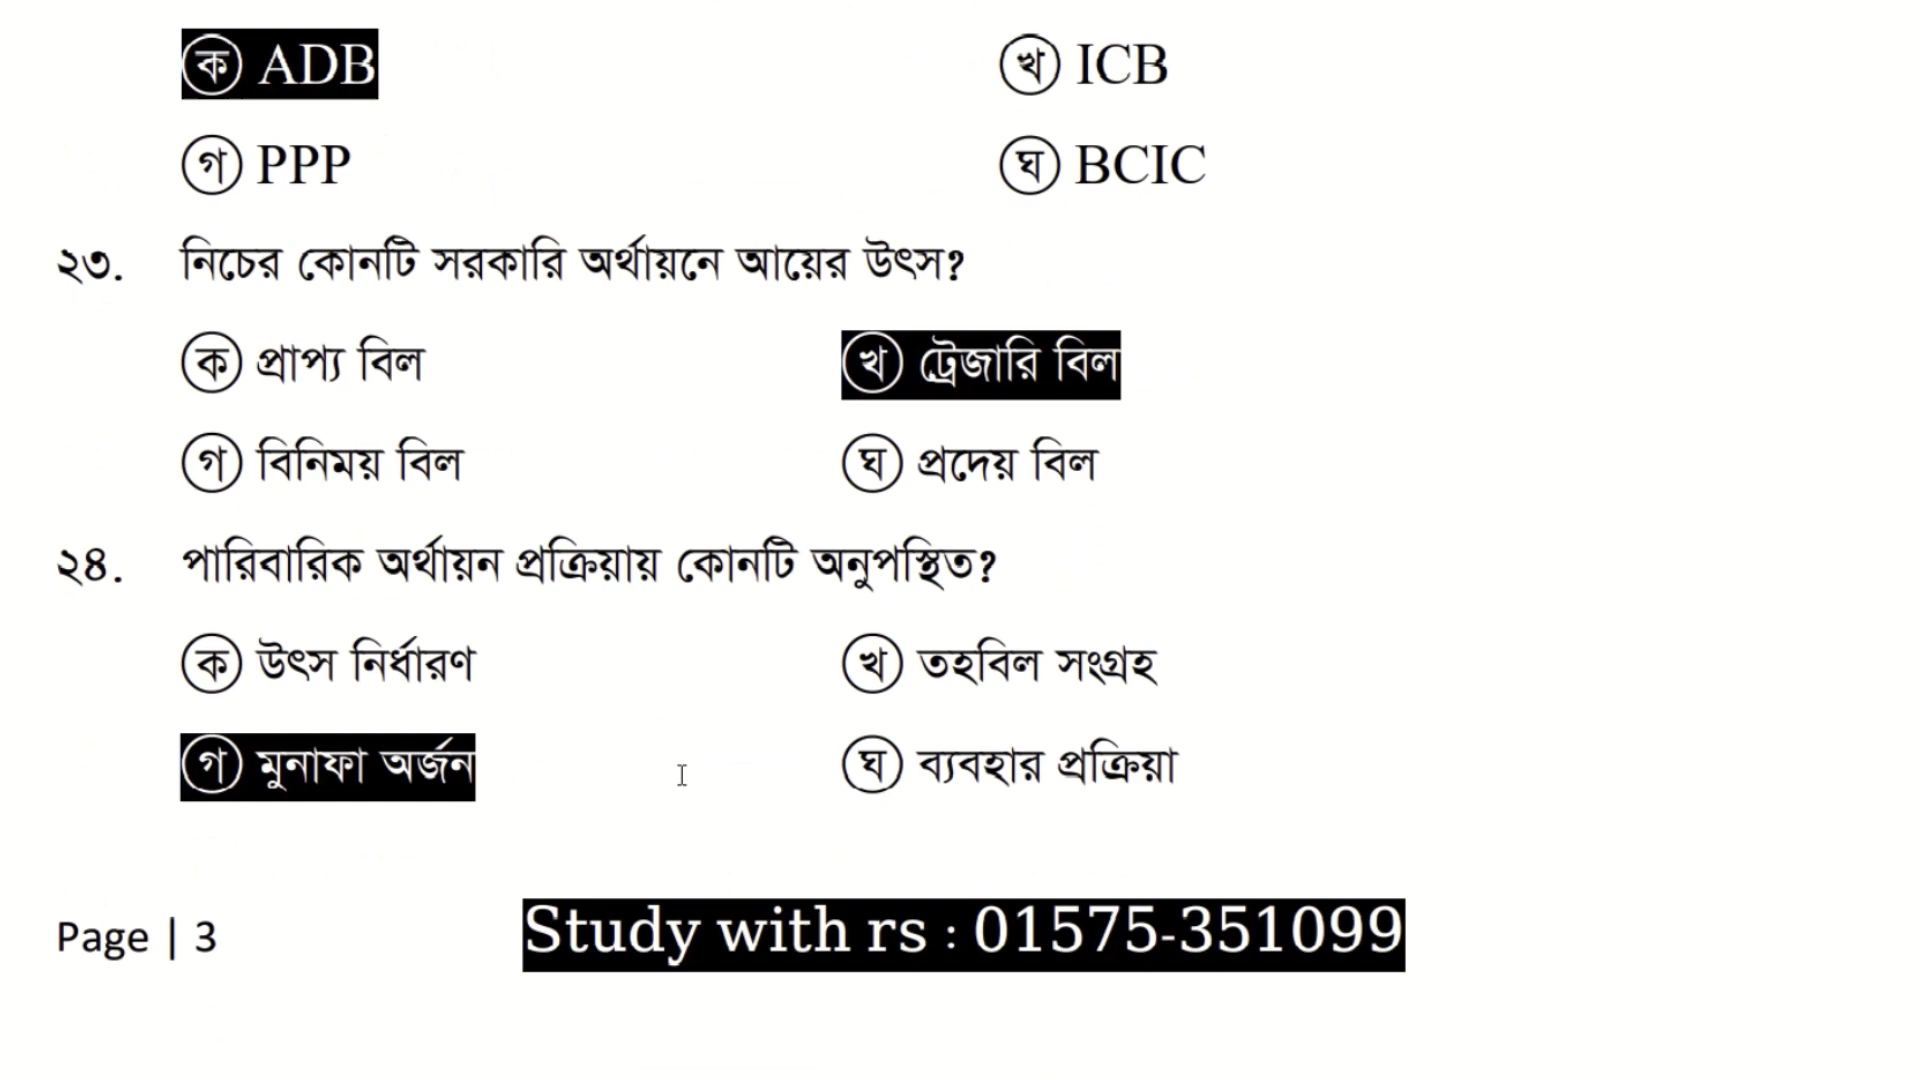 ক ADB খ ICB
গ PPP ঘ BCIC
২৩. নিচের কোনটি সরকারি অর্থায়নে আয়ের উৎস?
ক প্রাপ্য বিল খ ট্রেজারি বিল
গ বিনিময় বিল ঘ প্রদেয় বিল
২৪. পারিবারিক অর্থায়ন প্রক্রিয়ায় কোনটি অনুপস্থিত?
ক উৎস নির্ধারণ খ তহবিল সংগ্রহ
গ মুনাফা অর্জন ঘ ব্যবহার প্রক্রিয়া
Page | 3 Study with rs : 01575-351099